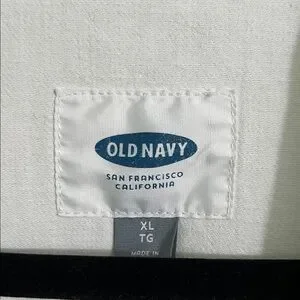 OLD NAVY
SAN FRANCISCO
CALIFORNIA
XL
TG
MADE IN